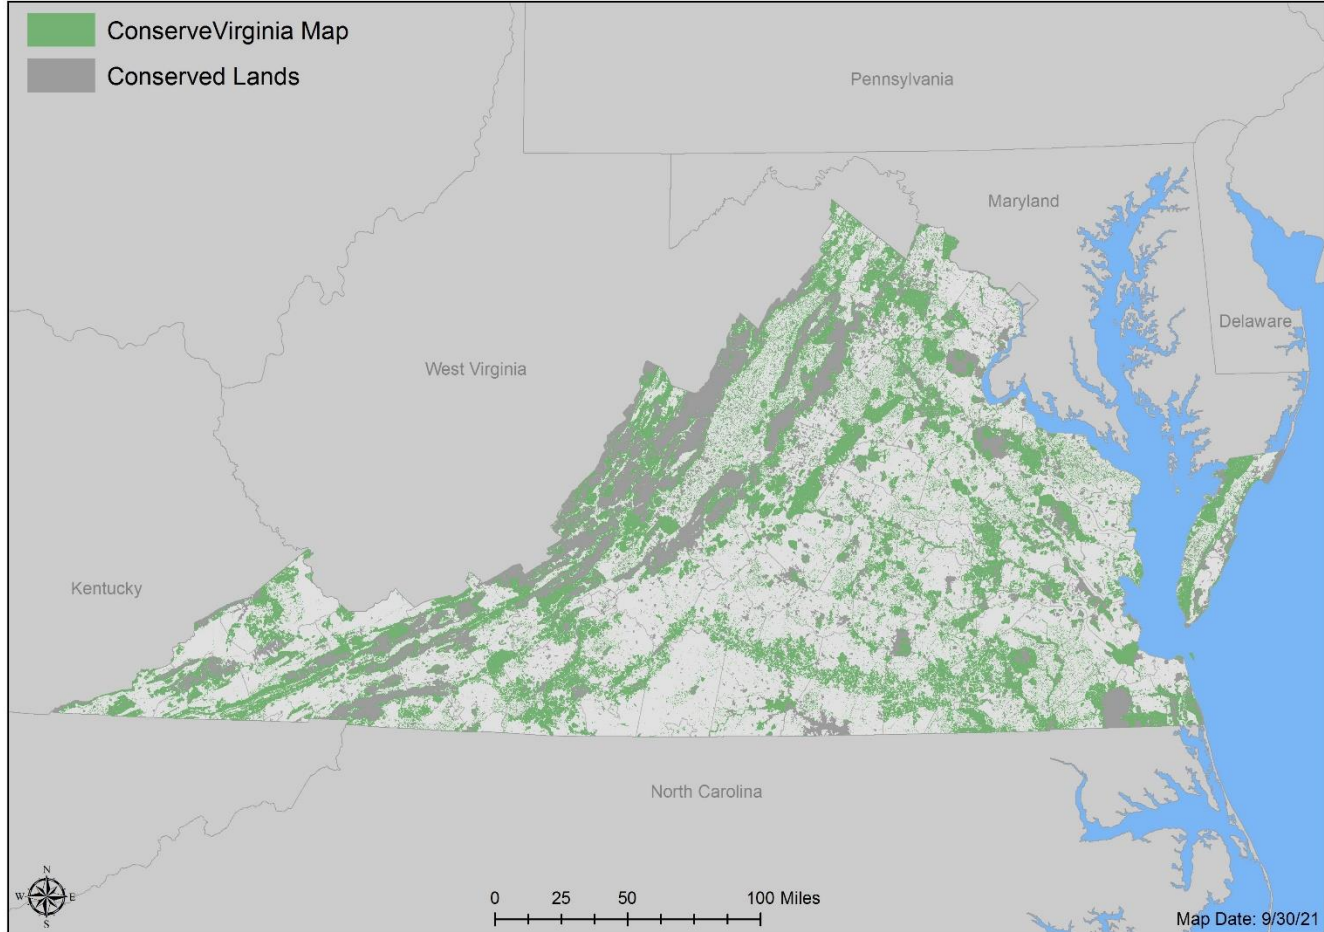 ConserveVirginia Map
Conserved Lands
Pennsylvania
Maryland
Delaware
West Virginia
Kentucky
North Carolina
N
W E
S
0 25 50 100 Miles
Map Date: 9/30/21